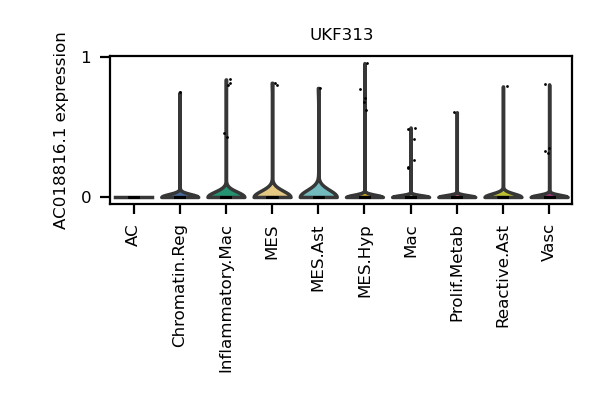 UKF313
AC018816.1 expression
1
0
AC
Chromatin.Reg
Inflammatory.Mac
MES
MES.Ast
MES.Hyp
Mac
Prolif.Metab
Reactive.Ast
Vasc